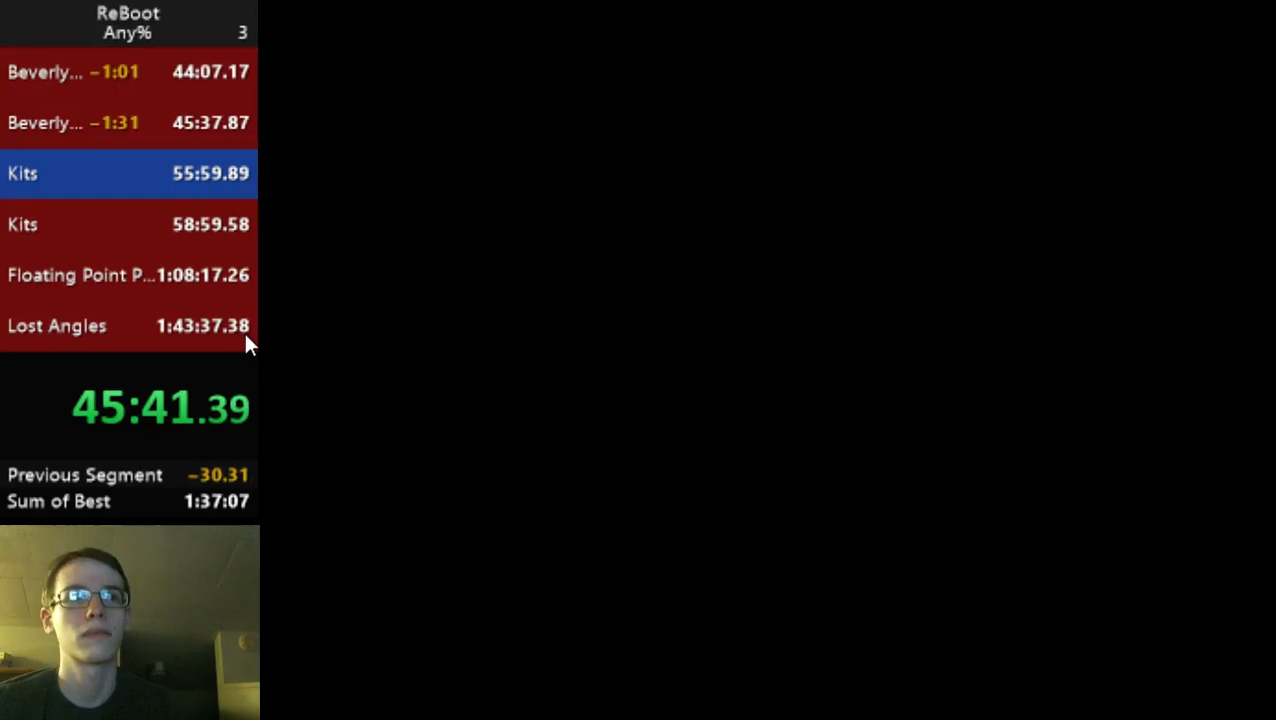 ReBoot
Any% 3
Beverly... −1:01 44:07.17
Beverly... −1:31 45:37.87
Kits 55:59.89
Kits 58:59.58
Floating Point P...1:08:17.26
Lost Angles 1:43:37.38
45:41.39
Previous Segment −30.31
Sum of Best 1:37:07